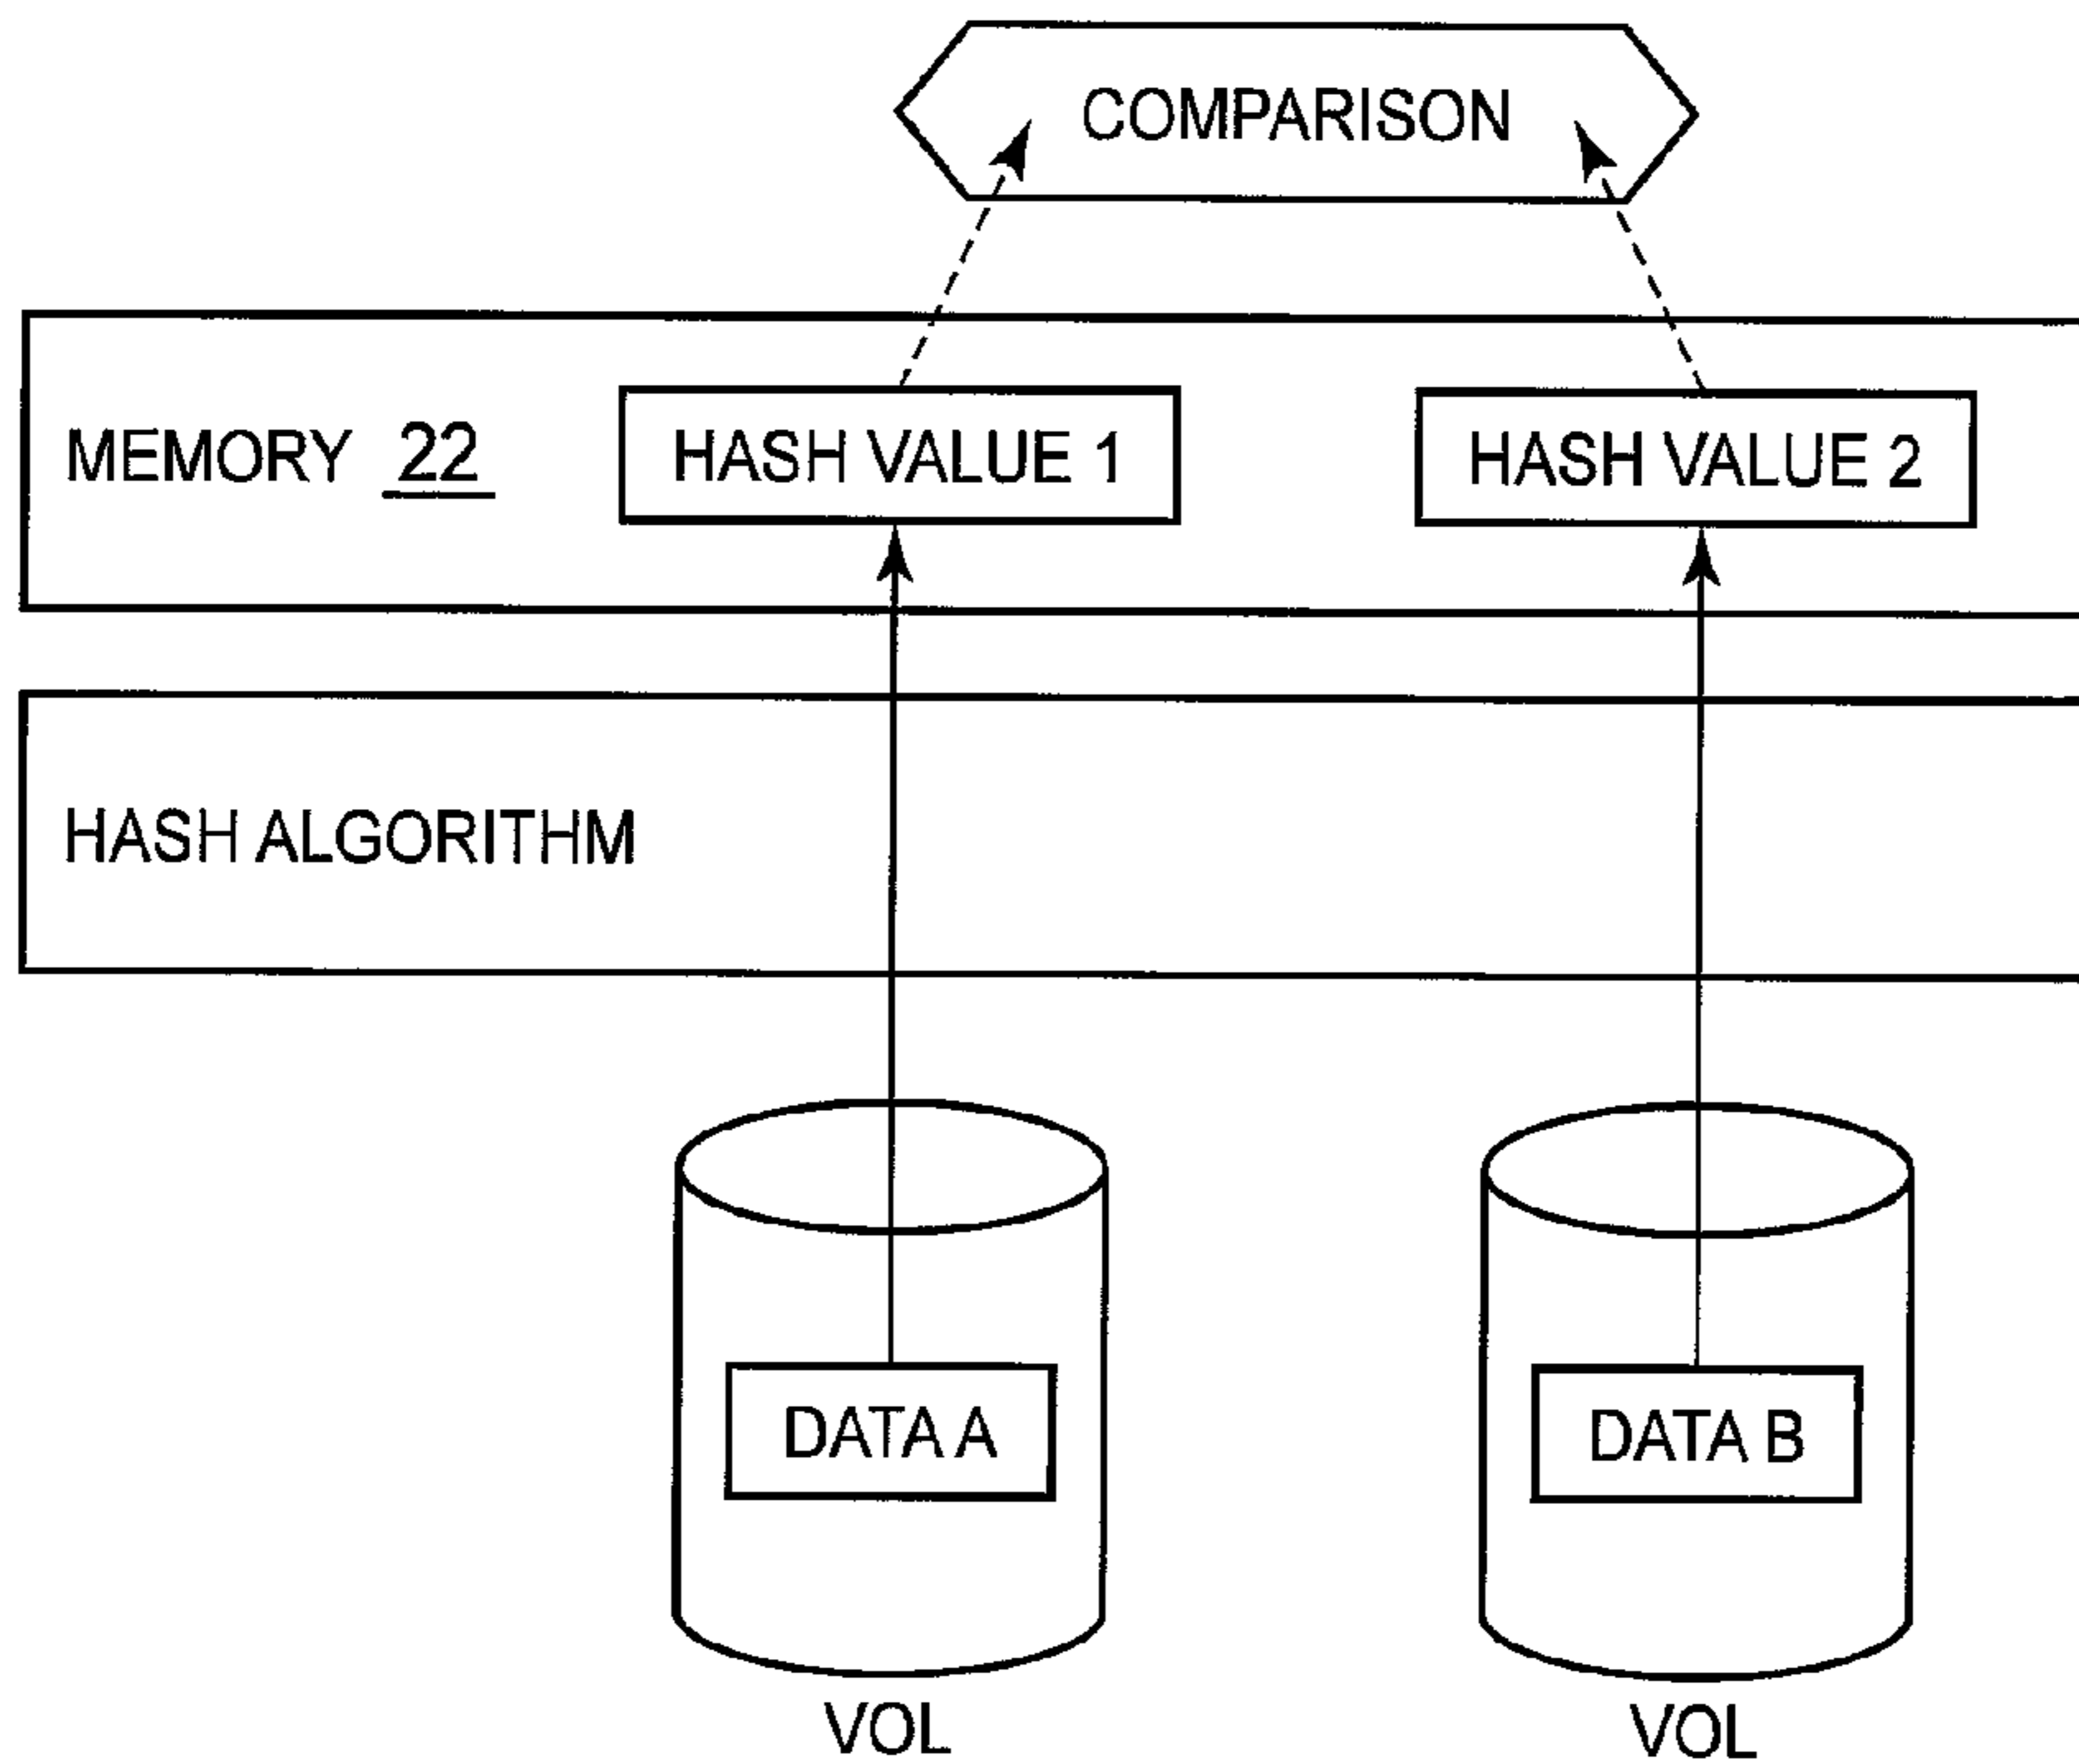 COMPARISON
MEMORY 22
HASH VALUE 1
HASH VALUE 2
HASH ALGORITHM
DATA A
DATA B
VOL
VOL